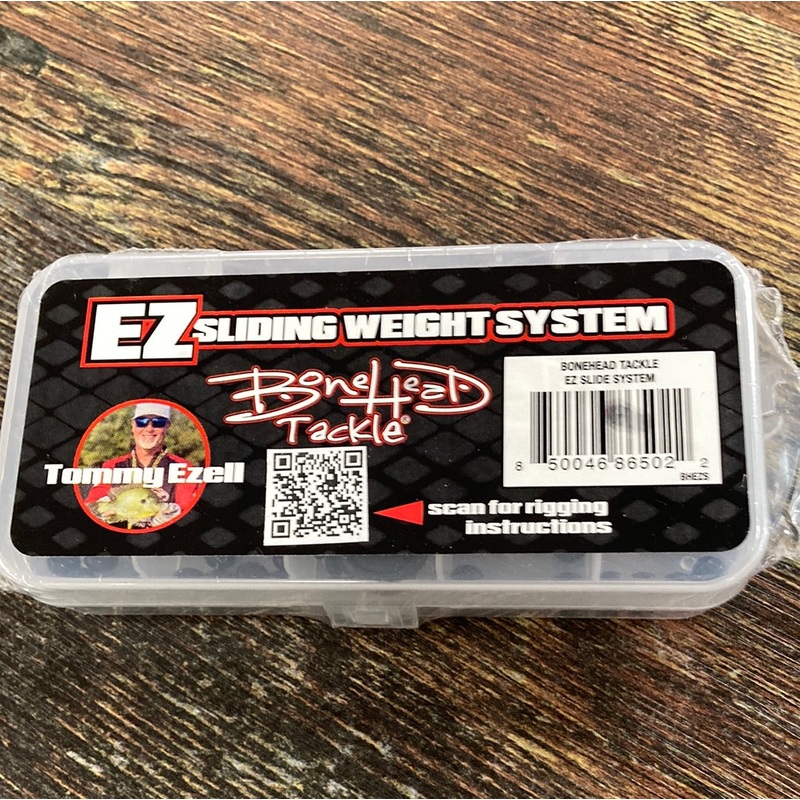 EZ SLIDING WEIGHT SYSTEM
BoneHeaD
Tackle®
BONEHEAD TACKLE
EZ SLIDE SYSTEM
8 50046 86502 2
BHEZS
Tommy Ezell
scan for rigging
instructions